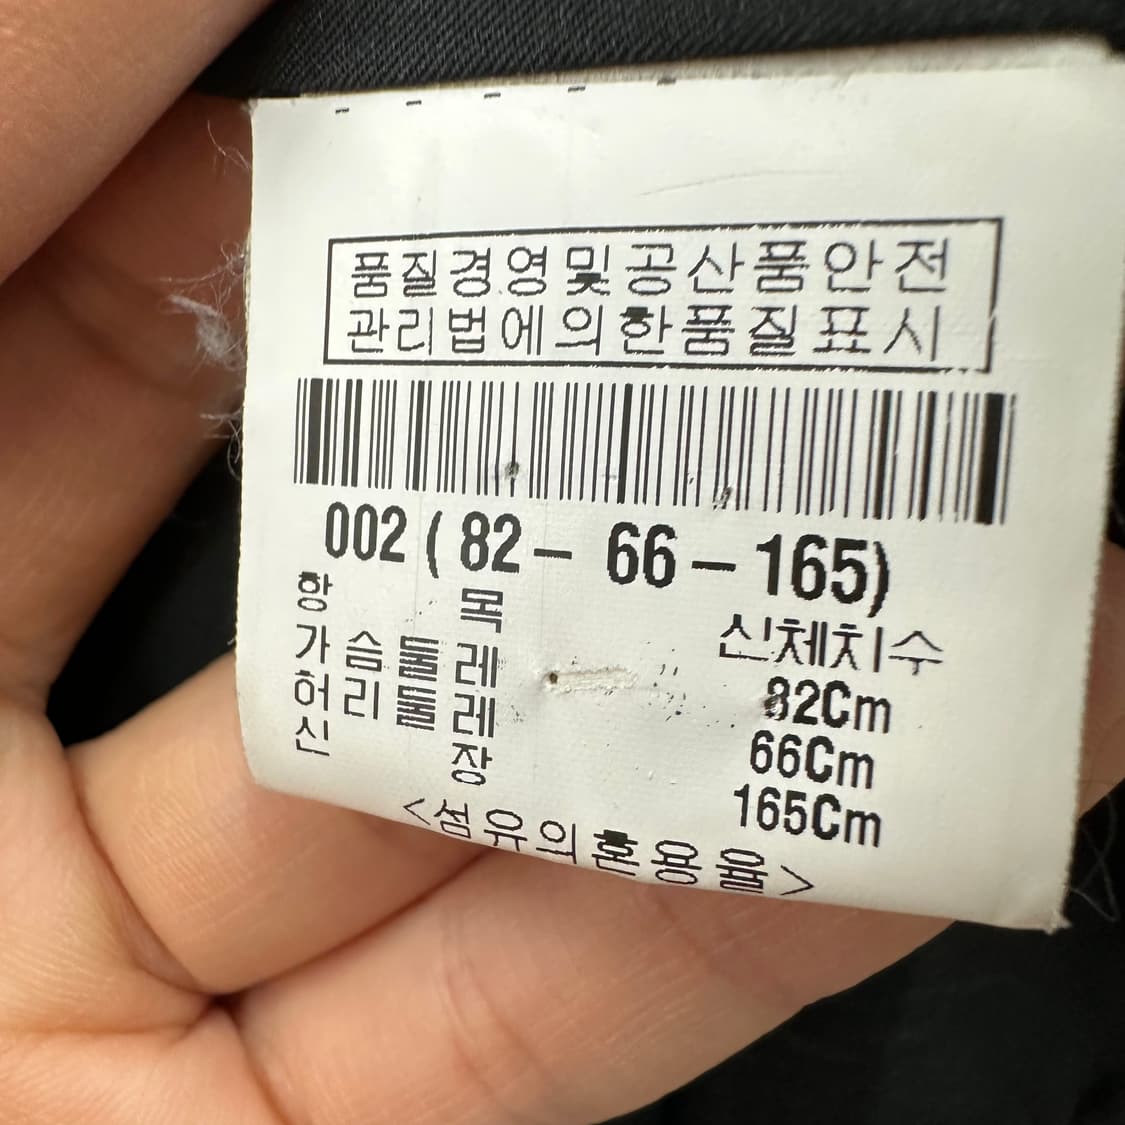 품질경영및공산품안전
관리법에의한품질표시
002 ( 82 – 66 – 165)
항 목 신체치수
가슴둘레 82Cm
허리둘레 66Cm
신 장 165Cm
<섬유의혼용율>